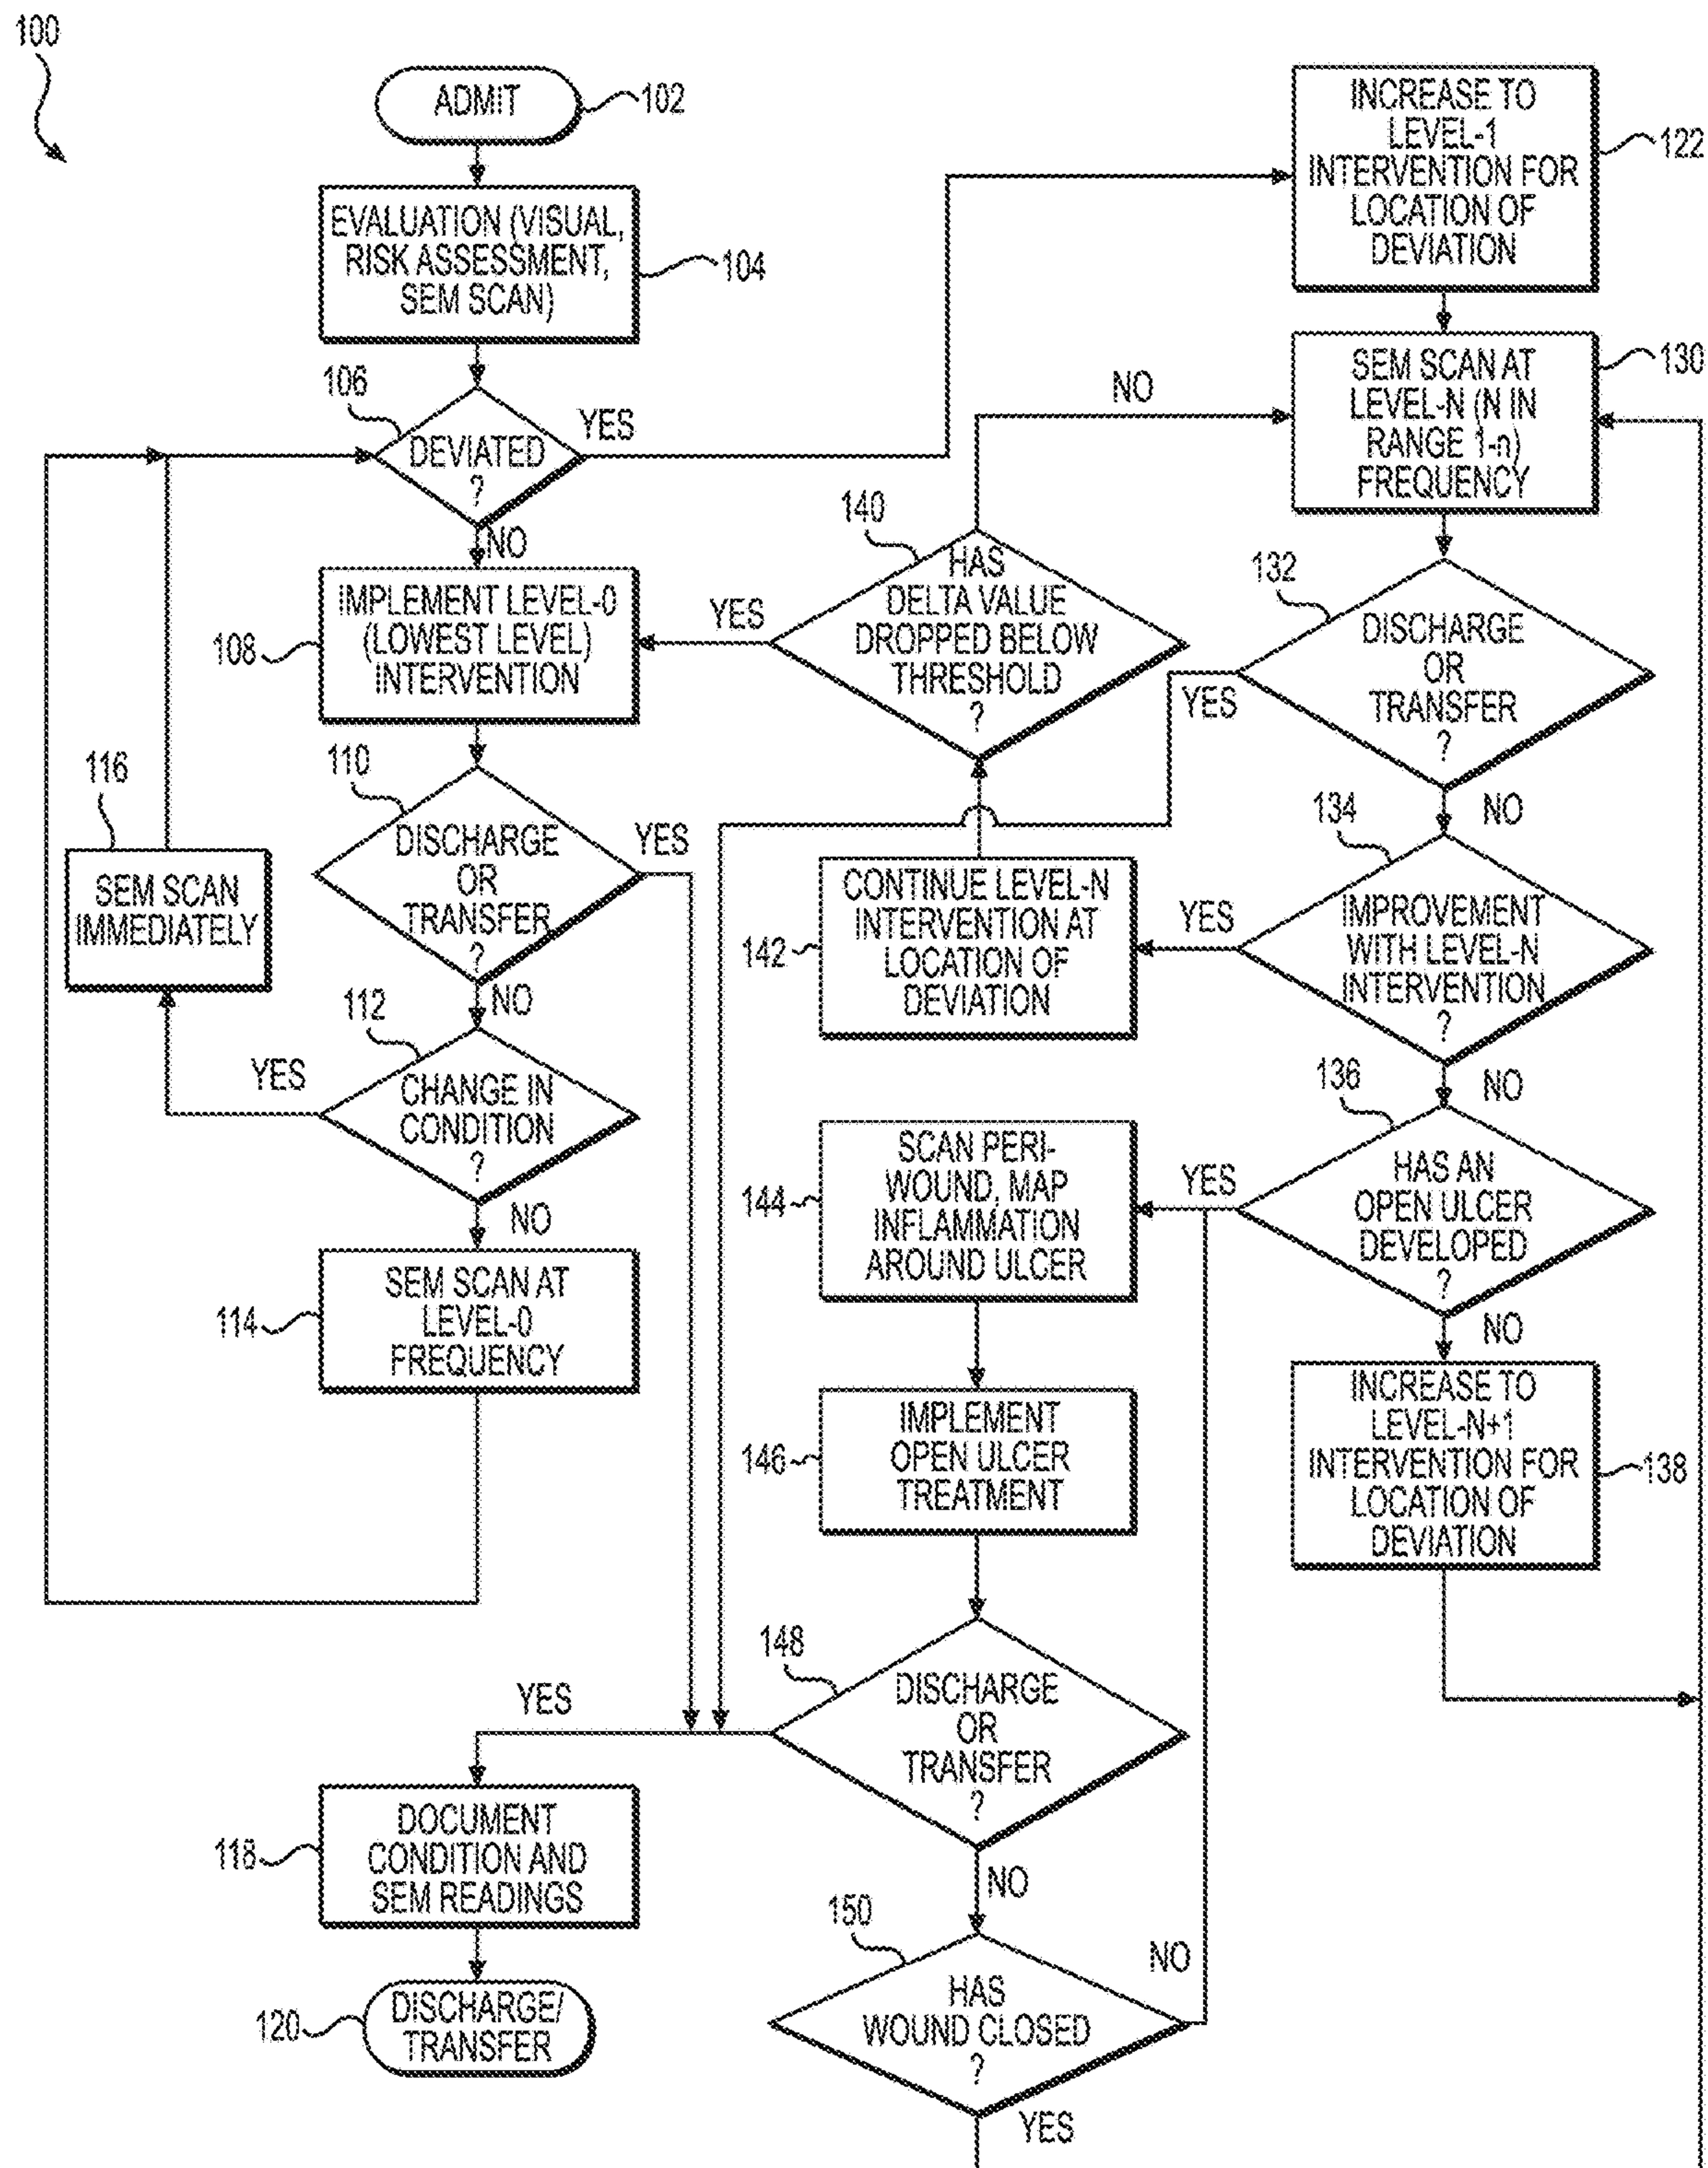 100
ADMIT
102
EVALUATION (VISUAL,
RISK ASSESSMENT,
SEM SCAN)
104
106
DEVIATED
?
YES
NO
IMPLEMENT LEVEL-0
(LOWEST LEVEL)
INTERVENTION
108
110
DISCHARGE
OR
TRANSFER
?
YES
NO
116
SEM SCAN
IMMEDIATELY
112
CHANGE IN
CONDITION
?
YES
NO
SEM SCAN AT
LEVEL-0
FREQUENCY
114
YES
DOCUMENT
CONDITION AND
SEM READINGS
118
DISCHARGE/
TRANSFER
120
140
HAS
DELTA VALUE
DROPPED BELOW
THRESHOLD
?
YES
NO
CONTINUE LEVEL-N
INTERVENTION AT
LOCATION OF
DEVIATION
142
SCAN PERI-
WOUND, MAP
INFLAMMATION
AROUND ULCER
144
IMPLEMENT
OPEN ULCER
TREATMENT
146
148
DISCHARGE
OR
TRANSFER
?
NO
150
HAS
WOUND CLOSED
?
NO
YES
INCREASE TO
LEVEL-1
INTERVENTION FOR
LOCATION OF
DEVIATION
122
SEM SCAN AT
LEVEL-N (N IN
RANGE 1-n)
FREQUENCY
130
132
DISCHARGE
OR
TRANSFER
?
YES
NO
134
IMPROVEMENT
WITH LEVEL-N
INTERVENTION
?
YES
NO
136
HAS AN
OPEN ULCER
DEVELOPED
?
YES
NO
INCREASE TO
LEVEL-N+1
INTERVENTION FOR
LOCATION OF
DEVIATION
138